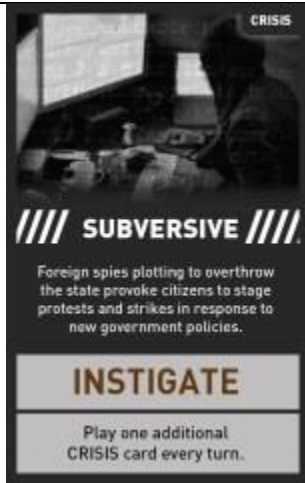 CRISIS
//// SUBVERSIVE ////
Foreign spies plotting to overthrow
the state provoke citizens to stage
protests and strikes in response to
new government policies.
INSTIGATE
Play one additional
CRISIS card every turn.